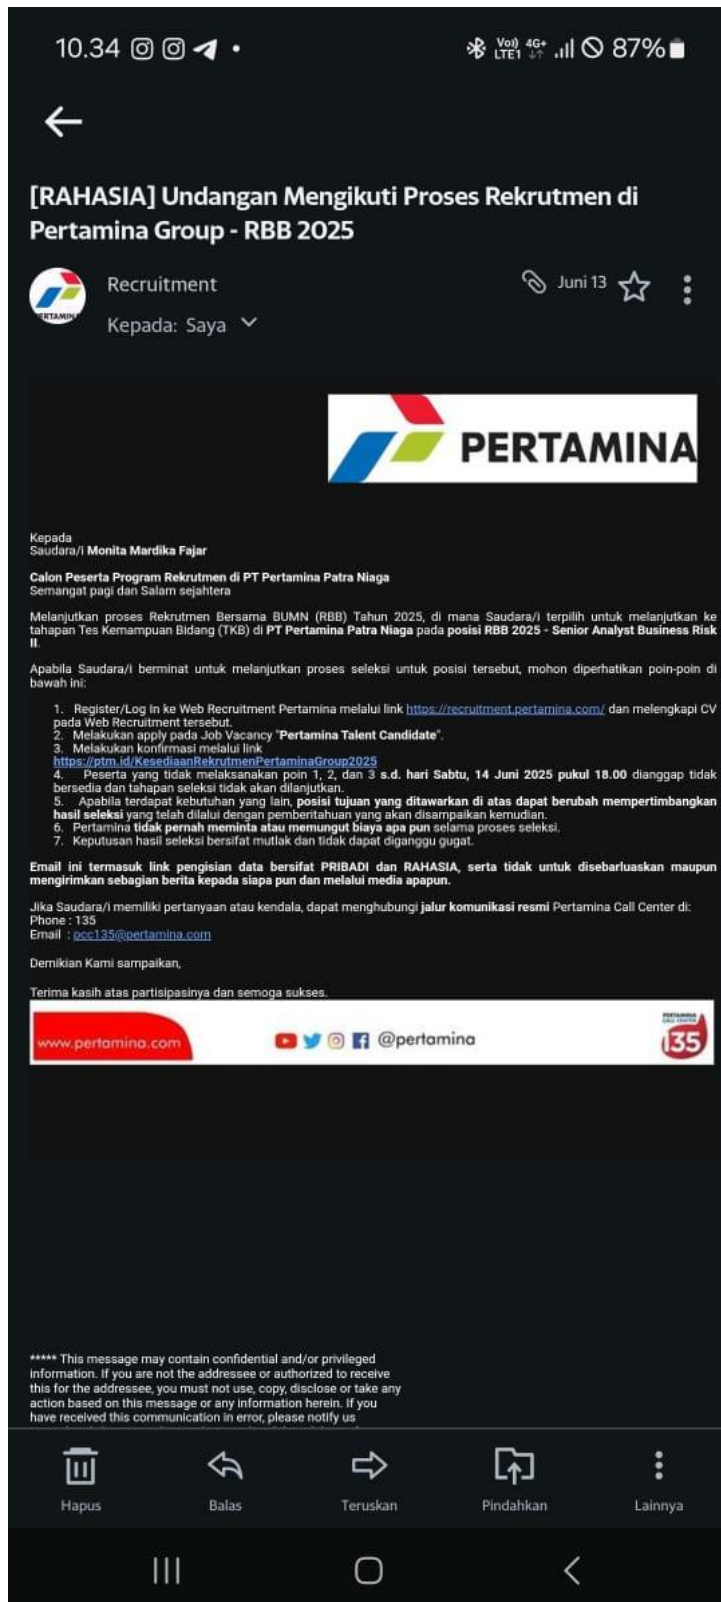 10.34
Vo)) 4G+ 87%
LTE1
[RAHASIA] Undangan Mengikuti Proses Rekrutmen di
Pertamina Group - RBB 2025
Recruitment
Juni 13
Kepada: Saya
PERTAMINA
Kepada
Saudara/i Monita Mardika Fajar
Calon Peserta Program Rekrutmen di PT Pertamina Patra Niaga
Semangat pagi dan Salam sejahtera
Melanjutkan proses Rekrutmen Bersama BUMN (RBB) Tahun 2025, di mana Saudara/i terpilih untuk melanjutkan ke
tahapan Tes Kemampuan Bidang (TKB) di PT Pertamina Patra Niaga pada posisi RBB 2025 - Senior Analyst Business Risk
II.
Apabila Saudara/i berminat untuk melanjutkan proses seleksi untuk posisi tersebut, mohon diperhatikan poin-poin di
bawah ini:
1. Register/Log In ke Web Recruitment Pertamina melalui link https://recruitment.pertamina.com/ dan melengkapi CV
pada Web Recruitment tersebut.
2. Melakukan apply pada Job Vacancy "Pertamina Talent Candidate".
3. Melakukan konfirmasi melalui link
https://ptm.id/KesediaanRekrutmenPertaminaGroup2025
4. Peserta yang tidak melaksanakan poin 1, 2, dan 3 s.d. hari Sabtu, 14 Juni 2025 pukul 18.00 dianggap tidak
bersedia dan tahapan seleksi tidak akan dilanjutkan.
5. Apabila terdapat kebutuhan yang lain, posisi tujuan yang ditawarkan di atas dapat berubah mempertimbangkan
hasil seleksi yang telah dilalui dengan pemberitahuan yang akan disampaikan kemudian.
6. Pertamina tidak pernah meminta atau memungut biaya apa pun selama proses seleksi.
7. Keputusan hasil seleksi bersifat mutlak dan tidak dapat diganggu gugat.
Email ini termasuk link pengisian data bersifat PRIBADI dan RAHASIA, serta tidak untuk disebarluaskan maupun
mengirimkan sebagian berita kepada siapa pun dan melalui media apapun.
Jika Saudara/i memiliki pertanyaan atau kendala, dapat menghubungi jalur komunikasi resmi Pertamina Call Center di:
Phone : 135
Email : pcc135@pertamina.com
Demikian Kami sampaikan,
Terima kasih atas partisipasinya dan semoga sukses.
www.pertamina.com
@pertamina
PERTAMINA
CALL CENTER
135
***** This message may contain confidential and/or privileged
information. If you are not the addressee or authorized to receive
this for the addressee, you must not use, copy, disclose or take any
action based on this message or any information herein. If you
have received this communication in error, please notify us
Hapus
Balas
Teruskan
Pindahkan
Lainnya